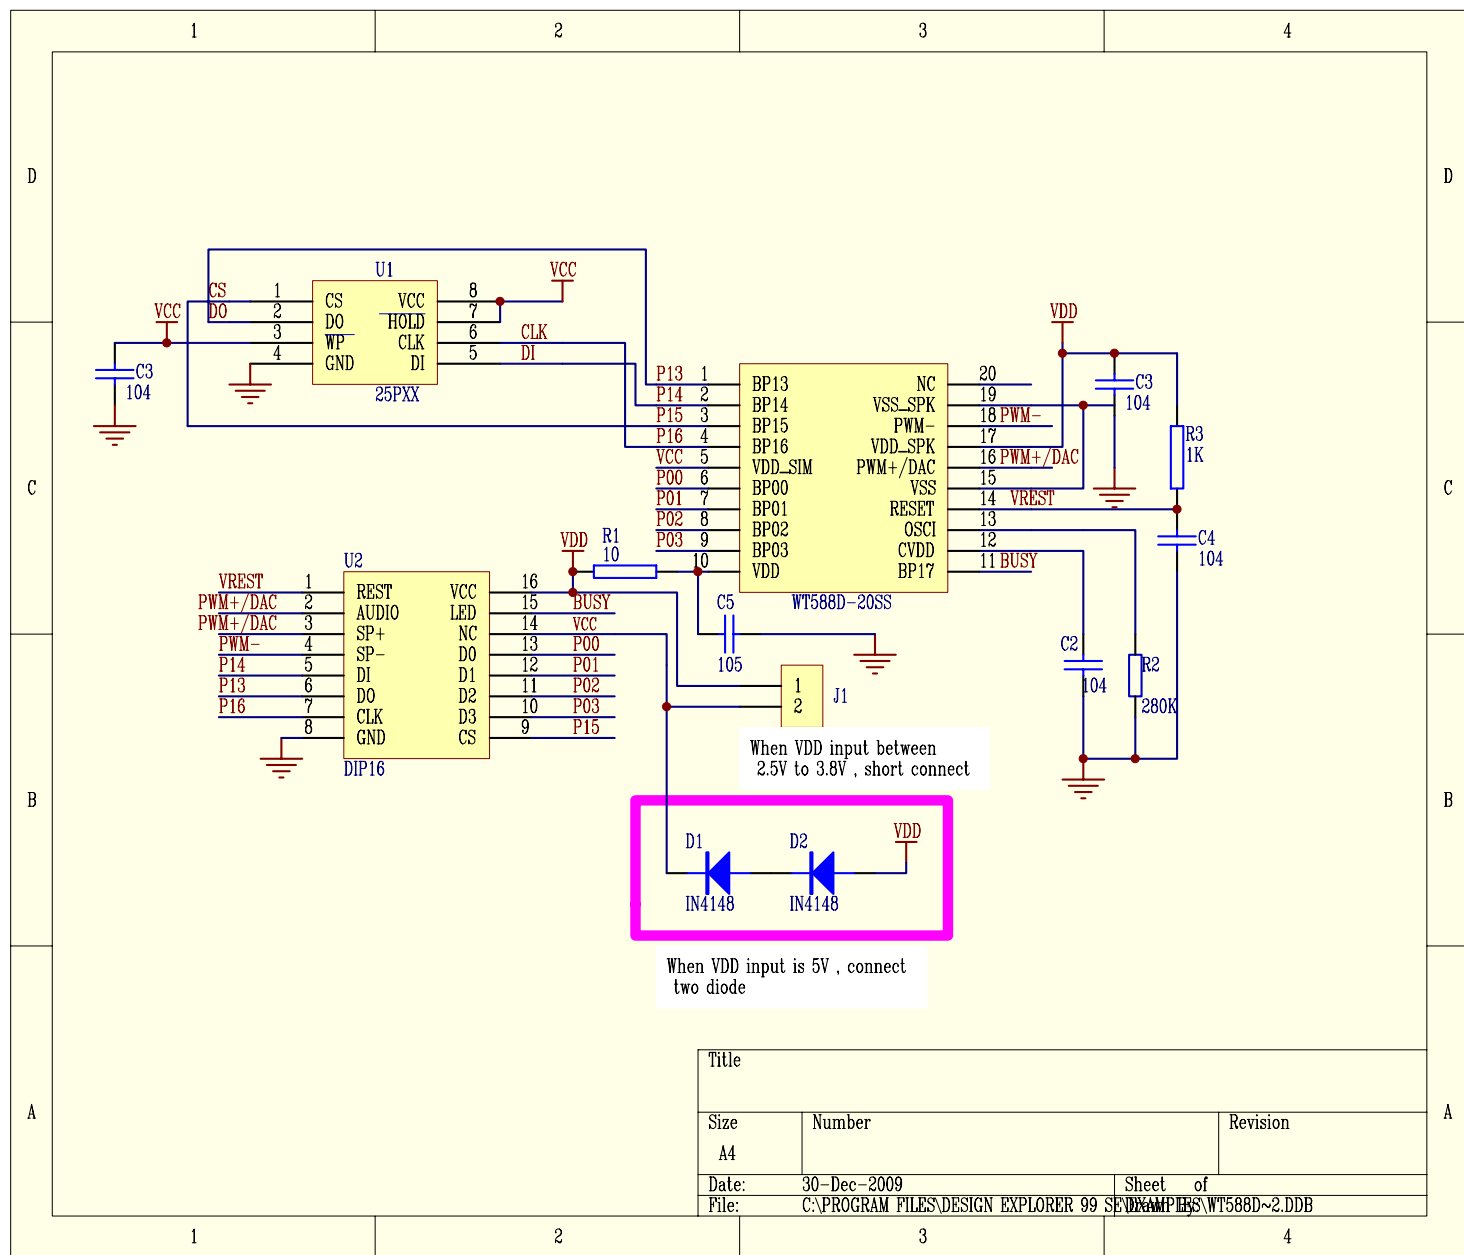 1 2 3 4
D D
U1
VCC
CS 1 CS VCC 8
VCC DO 2 DO HOLD 7
3 WP CLK 6 CLK
4 GND DI 5 DI
25PXX
C3
104
VDD
P13 1 BP13 NC 20
P14 2 BP14 VSS_SPK 19
P15 3 BP15 PWM- 18 PWM-
P16 4 BP16 VDD_SPK 17
VCC 5 VDD_SIM PWM+/DAC 16 PWM+/DAC
P00 6 BP00 VSS 15
P01 7 BP01 RESET 14 VREST
P02 8 BP02 OSCI 13
P03 9 BP03 CVDD 12
10 VDD BP17 11 BUSY
WT588D-20SS
C3
104
R3
1K
C C
C4
104
VDD
R1
10
C5
105
U2
VREST 1 REST VCC 16
PWM+/DAC 2 AUDIO LED 15 BUSY
PWM+/DAC 3 SP+ NC 14 VCC
PWM- 4 SP- D0 13 P00
P14 5 DI D1 12 P01
P13 6 DO D2 11 P02
P16 7 CLK D3 10 P03
8 GND CS 9 P15
DIP16
C2
104
R2
280K
1
2
J1
When VDD input between
2.5V to 3.8V , short connect
B B
D1 D2 VDD
IN4148 IN4148
When VDD input is 5V , connect
two diode
Title
A A
Size Number Revision
A4
Date: 30-Dec-2009 Sheet of
File: C:\PROGRAM FILES\DESIGN EXPLORER 99 SE\EXAMPLES\WT588D~2.DDB
1 2 3 4